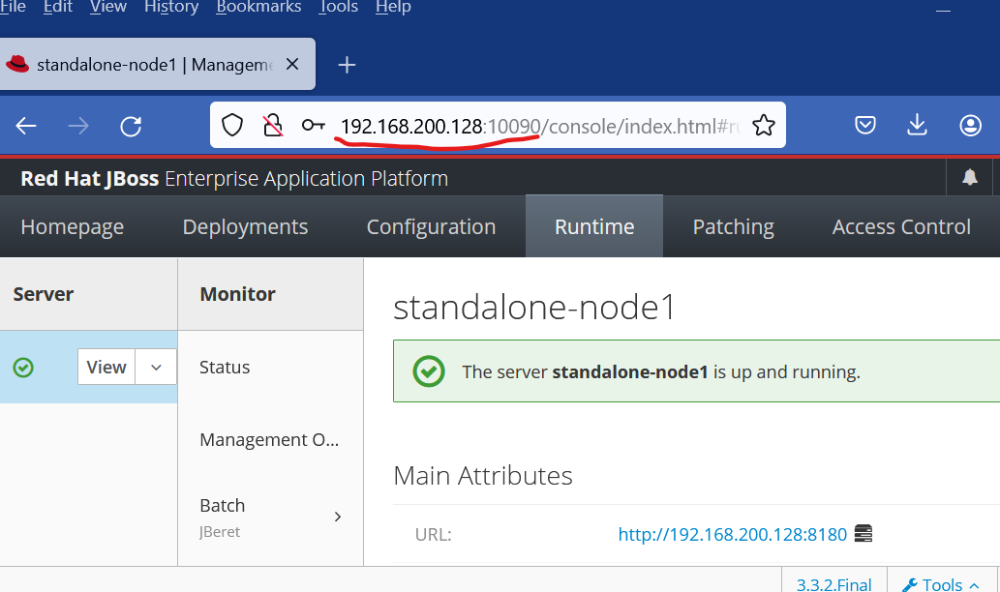 File Edit View History Bookmarks Tools Help
standalone-node1 | Manageme
192.168.200.128:10090/console/index.html#ru
Red Hat JBoss Enterprise Application Platform
Homepage Deployments Configuration Runtime Patching Access Control
Server
Monitor
View
Status
Management O...
Batch
JBeret
standalone-node1
The server standalone-node1 is up and running.
Main Attributes
URL: http://192.168.200.128:8180
3.3.2.Final Tools